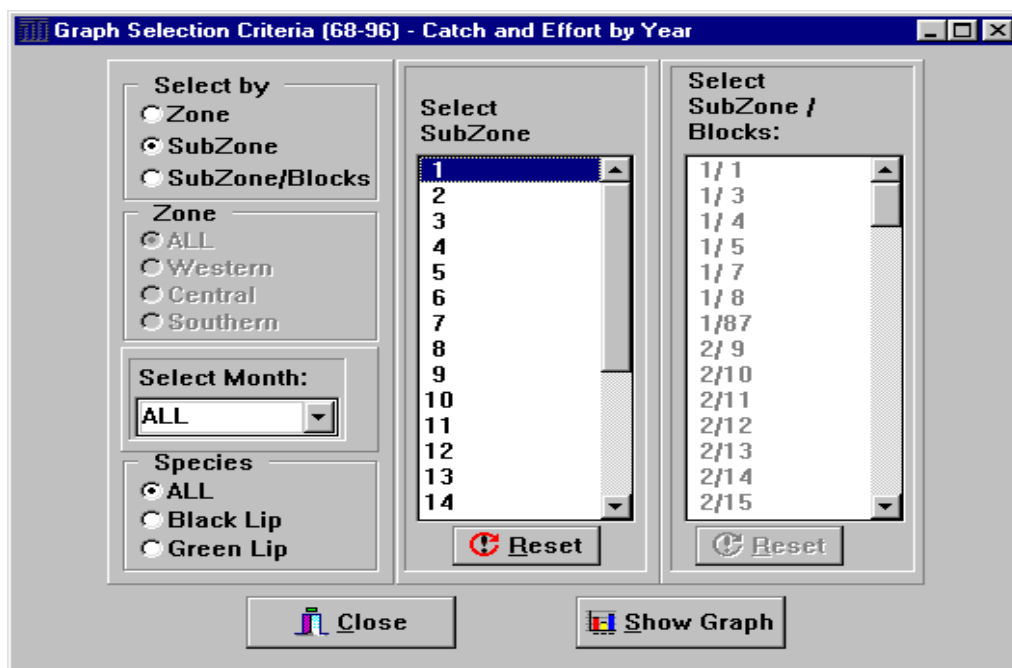 Graph Selection Criteria (68-96) - Catch and Effort by Year
Select by
Zone
SubZone
SubZone/Blocks
Zone
ALL
Western
Central
Southern
Select Month:
ALL
Species
ALL
Black Lip
Green Lip
Select
SubZone
1
2
3
4
5
6
7
8
9
10
11
12
13
14
Reset
Select
SubZone /
Blocks:
1/ 1
1/ 3
1/ 4
1/ 5
1/ 7
1/ 8
1/87
2/ 9
2/10
2/11
2/12
2/13
2/14
2/15
Reset
Close
Show Graph